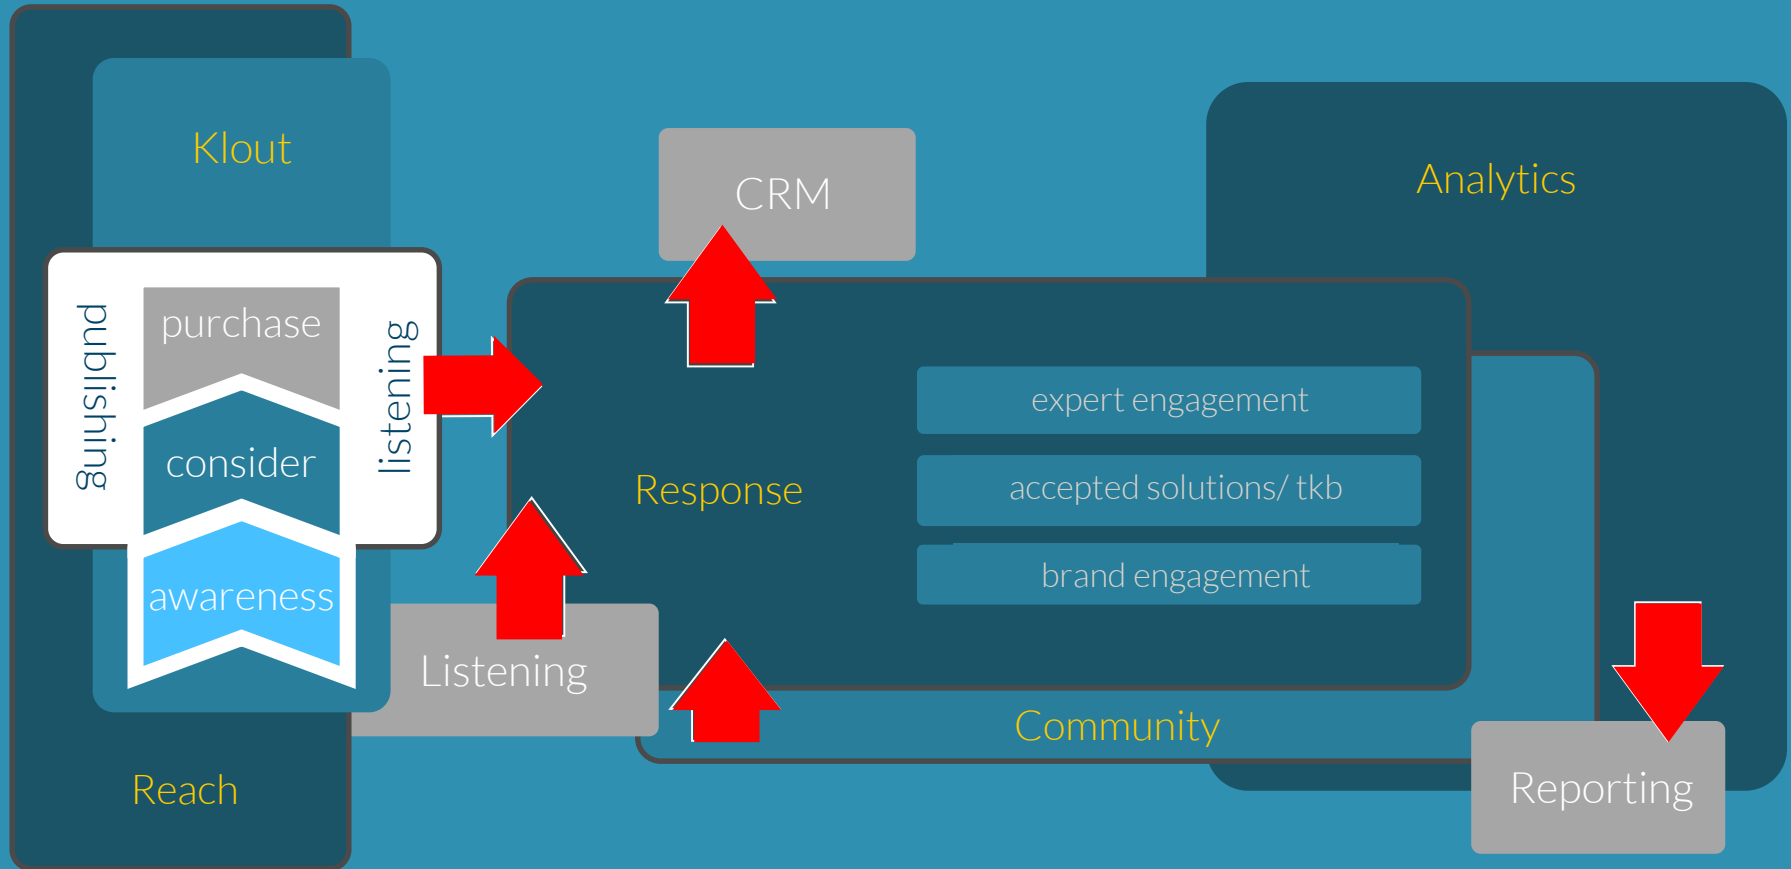 Klout
publishing
purchase
consider
awareness
listening
Reach
Listening
CRM
Response
expert engagement
accepted solutions/ tkb
brand engagement
Community
Analytics
Reporting